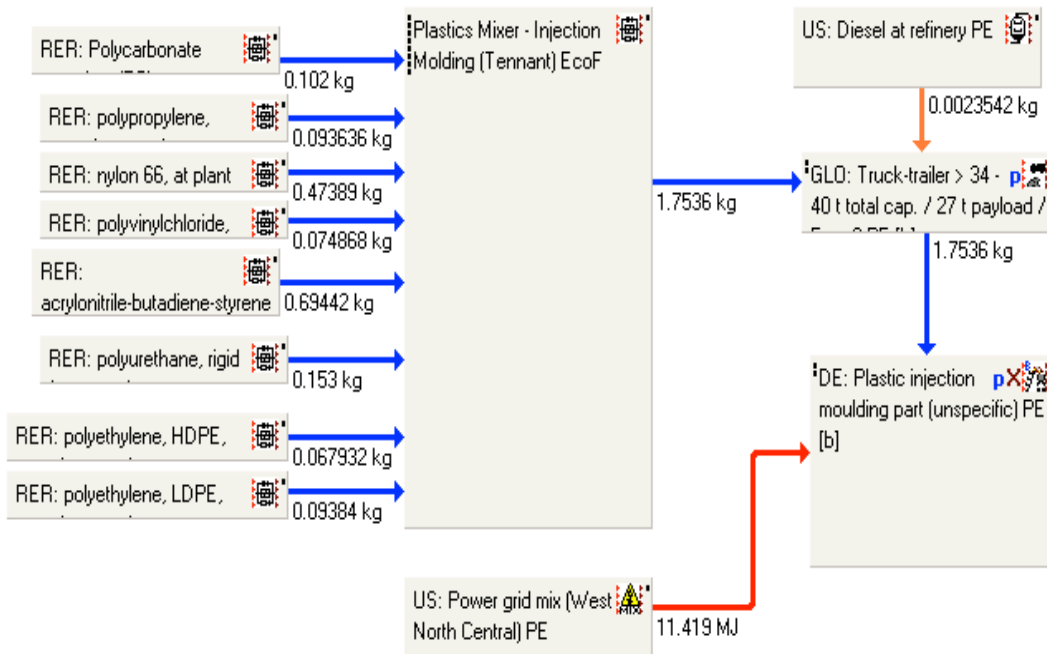 RER: Polycarbonate
0.102 kg
RER: polypropylene,
0.093636 kg
RER: nylon 66, at plant
0.47389 kg
RER: polyvinylchloride,
0.074868 kg
RER:
acrylonitrile-butadiene-styrene
0.69442 kg
RER: polyurethane, rigid
0.153 kg
RER: polyethylene, HDPE,
0.067932 kg
RER: polyethylene, LDPE,
0.09384 kg
Plastics Mixer - Injection
Molding (Tennant) EcoF
1.7536 kg
US: Power grid mix (West
North Central) PE
MIX
11.419 MJ
US: Diesel at refinery PE
0.0023542 kg
GLO: Truck-trailer > 34 - p
40 t total cap. / 27 t payload /
1.7536 kg
DE: Plastic injection pX
moulding part (unspecific) PE
[b]